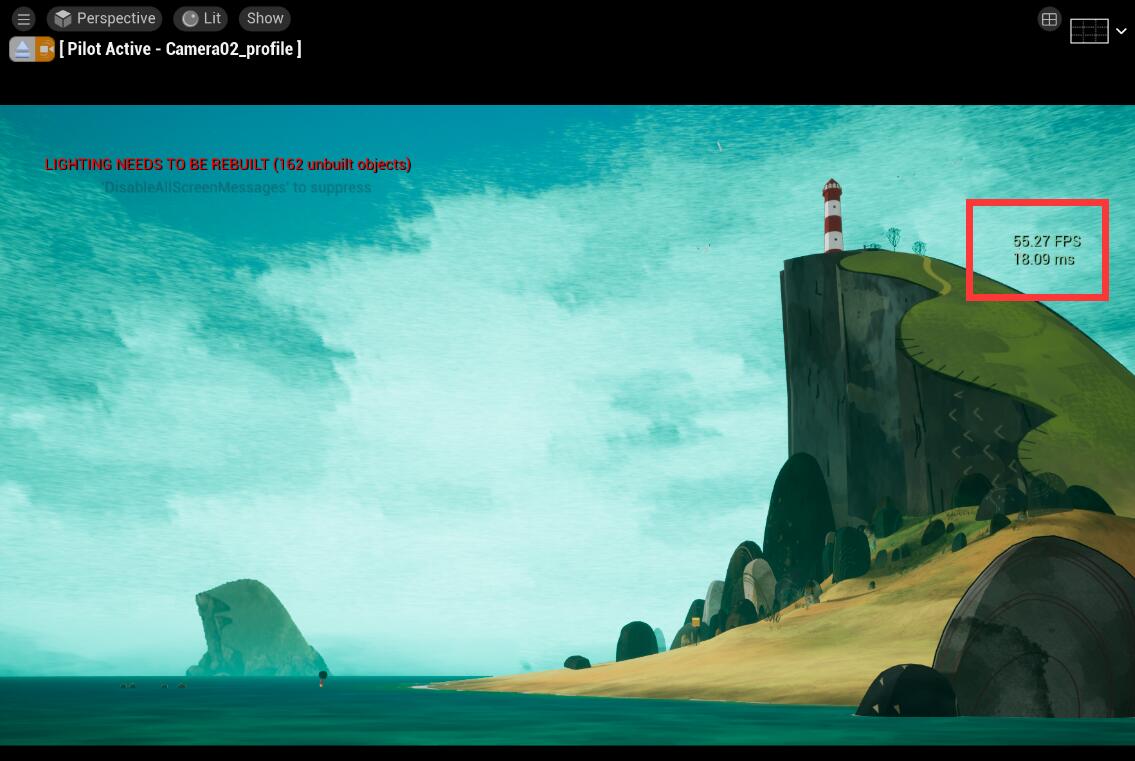 Perspective Lit Show
[ Pilot Active - Camera02_profile ]
LIGHTING NEEDS TO BE REBUILT (162 unbuilt objects)
'DisableAllScreenMessages' to suppress
55.27 FPS
18.09 ms